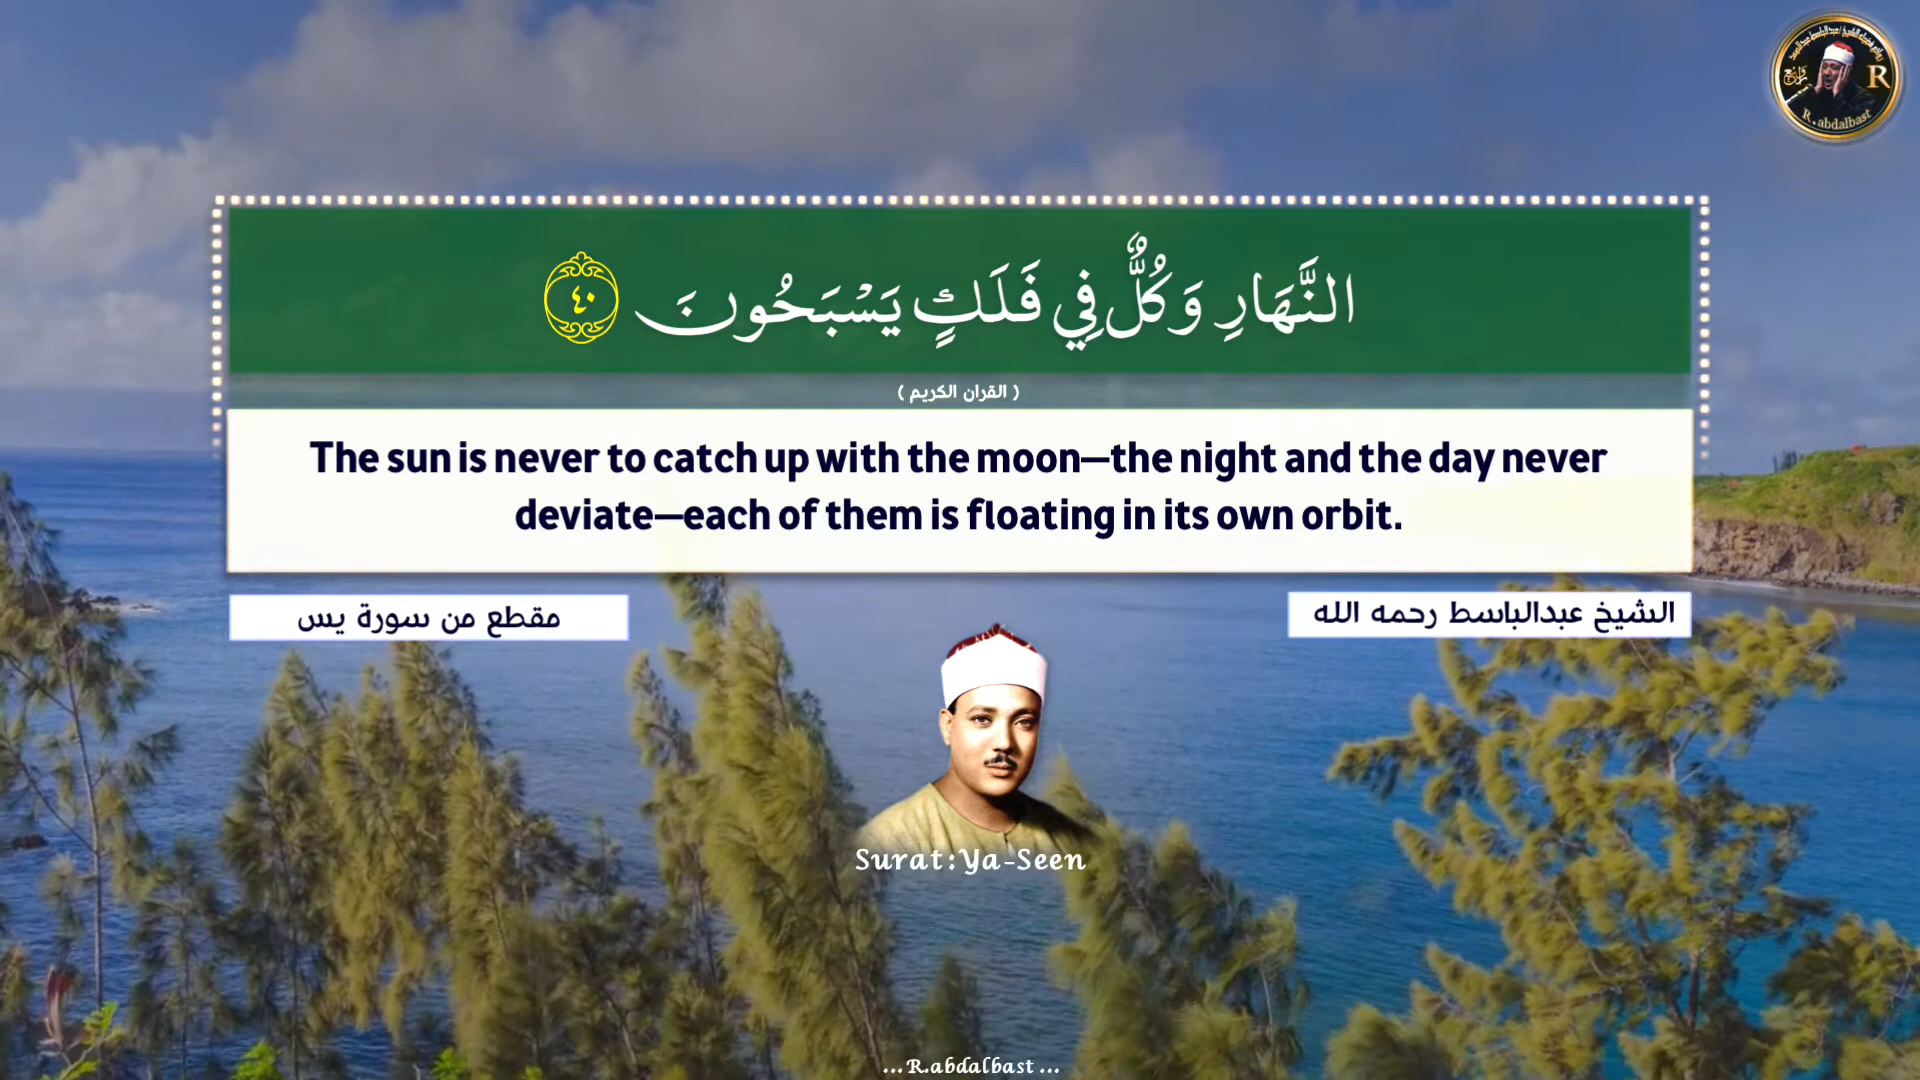 النَّهَارِ وَكُلٌّ فِي فَلَكٍ يَسْبَحُونَ ٤٠
( القران الكريم )
The sun is never to catch up with the moon—the night and the day never
deviate—each of them is floating in its own orbit.
الشيخ عبدالباسط رحمه الله
مقطع من سورة يس
Surat:Ya-Seen
... R.abdalbast ...
روائع
R
R.abdalbast